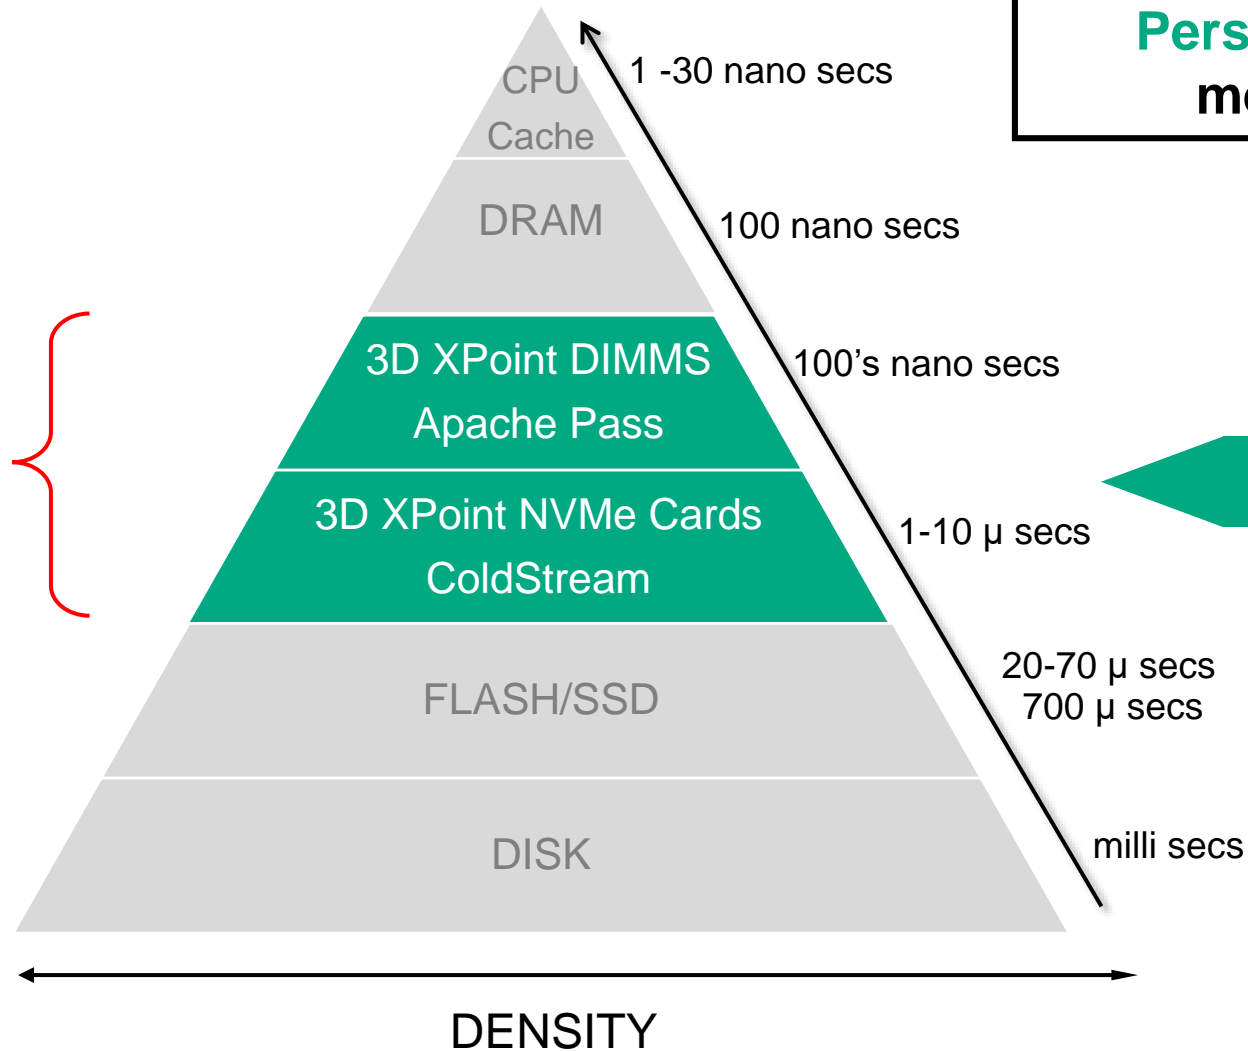 CPU
Cache
1 -30 nano secs
DRAM
100 nano secs
3D XPoint DIMMS
Apache Pass
100's nano secs
3D XPoint NVMe Cards
ColdStream
1-10 µ secs
FLASH/SSD
20-70 µ secs
700 µ secs
DISK
milli secs
DENSITY